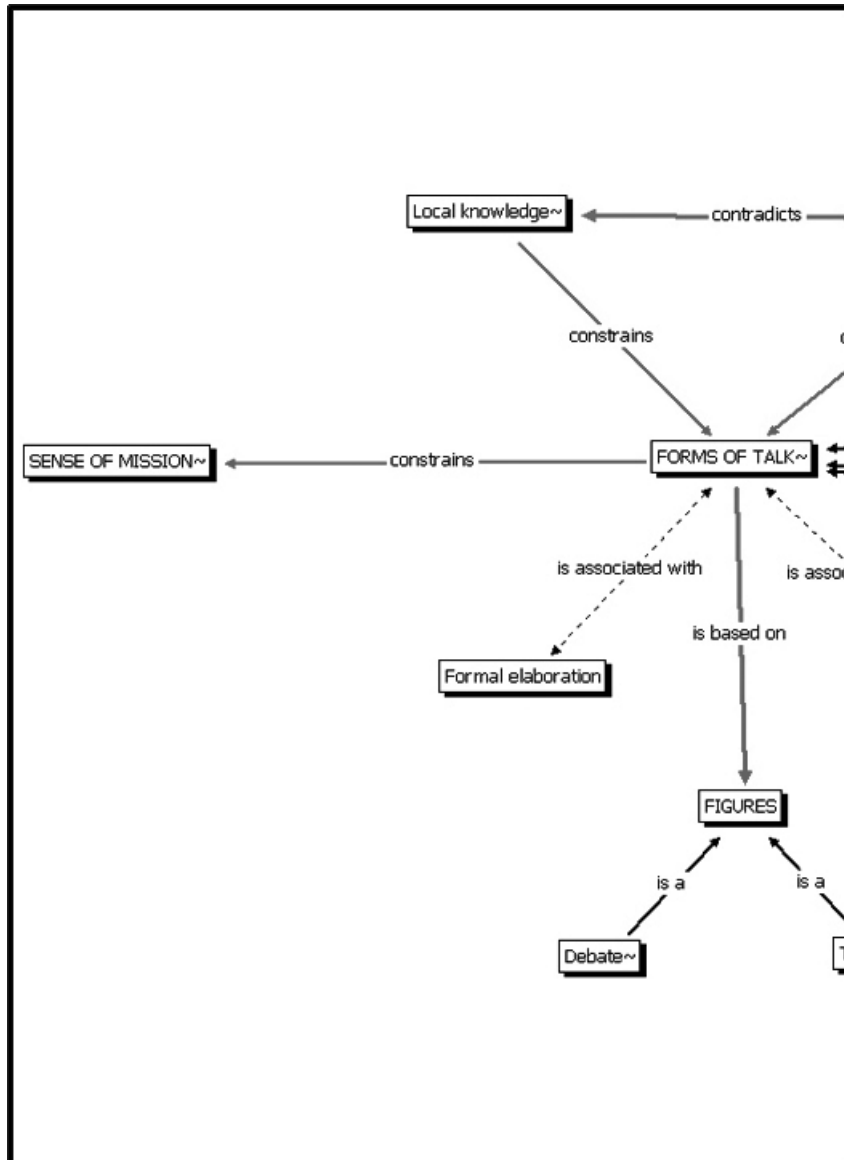 Local knowledge~
contradicts
constrains
SENSE OF MISSION~
constrains
FORMS OF TALK~
is associated with
is based on
Formal elaboration
FIGURES
is a
is a
Debate~